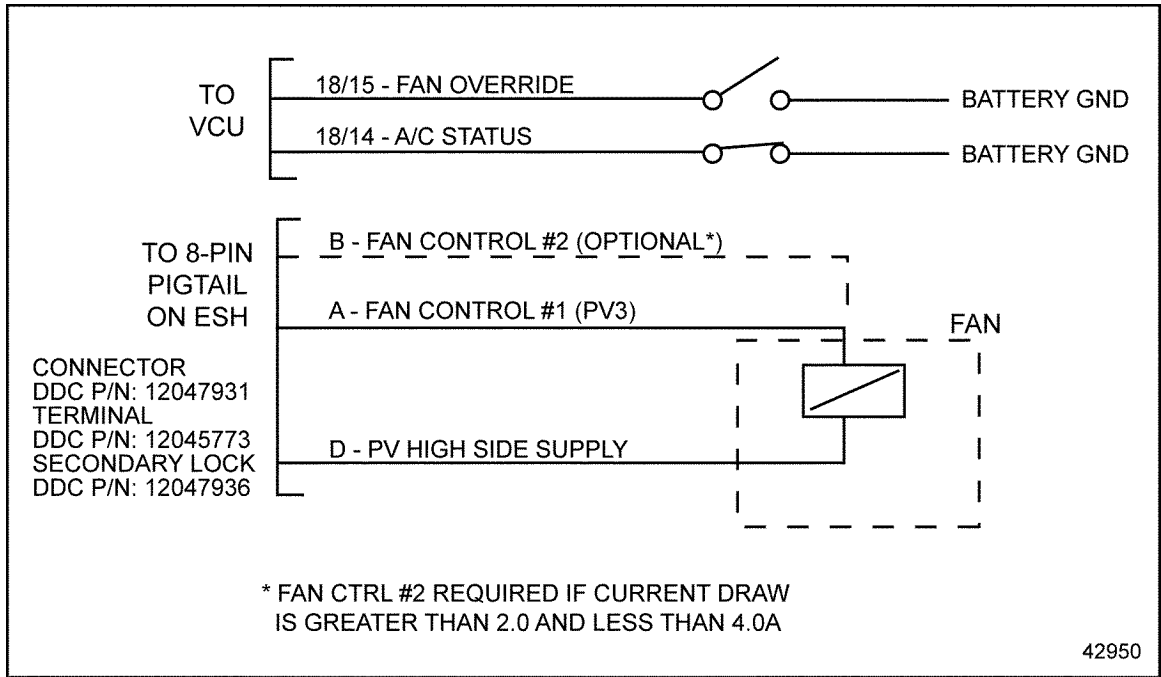 TO
VCU
18/15 - FAN OVERRIDE
BATTERY GND
18/14 - A/C STATUS
BATTERY GND
TO 8-PIN
PIGTAIL
ON ESH
B - FAN CONTROL #2 (OPTIONAL*)
A - FAN CONTROL #1 (PV3)
FAN
CONNECTOR
DDC P/N: 12047931
TERMINAL
DDC P/N: 12045773
SECONDARY LOCK
DDC P/N: 12047936
D - PV HIGH SIDE SUPPLY
* FAN CTRL #2 REQUIRED IF CURRENT DRAW
IS GREATER THAN 2.0 AND LESS THAN 4.0A
42950